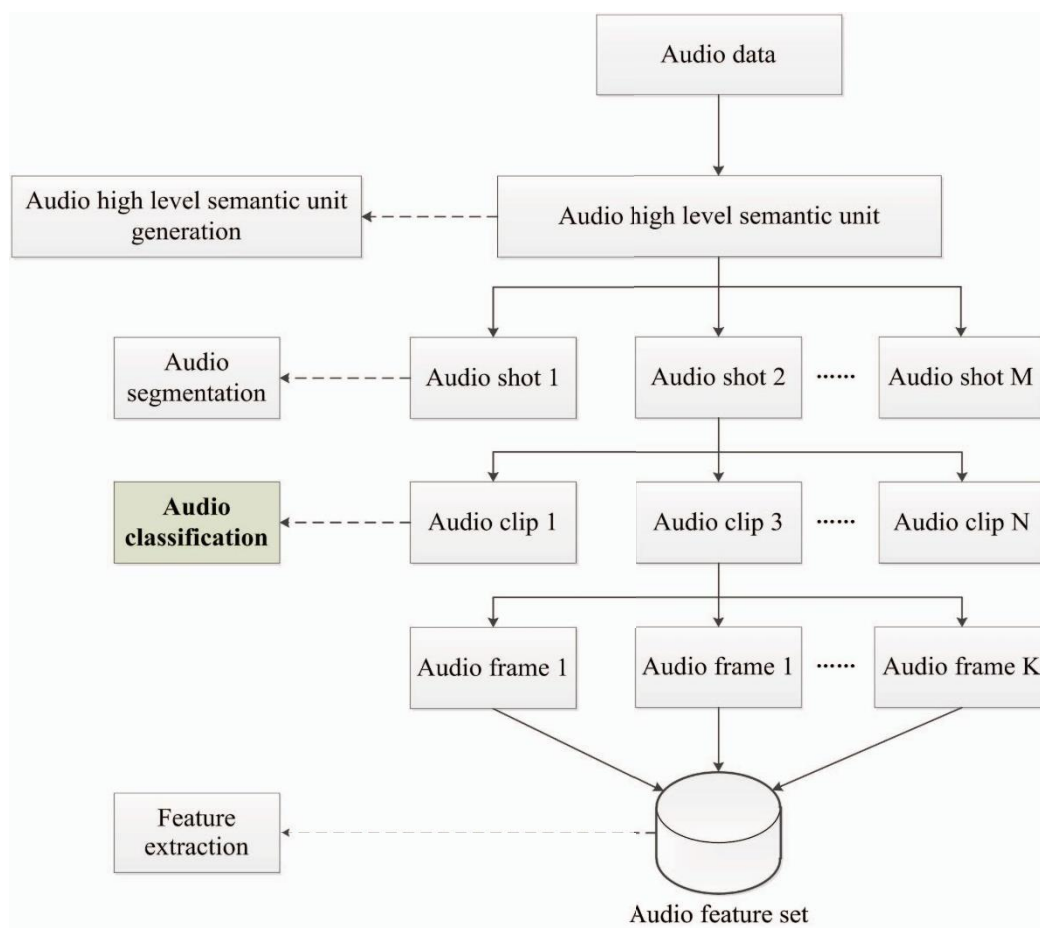 Audio data
Audio high level semantic unit
generation
Audio high level semantic unit
Audio
segmentation
Audio shot 1
Audio shot 2
······
Audio shot M
Audio
classification
Audio clip 1
Audio clip 3
······
Audio clip N
Audio frame 1
Audio frame 1
······
Audio frame K
Feature
extraction
Audio feature set